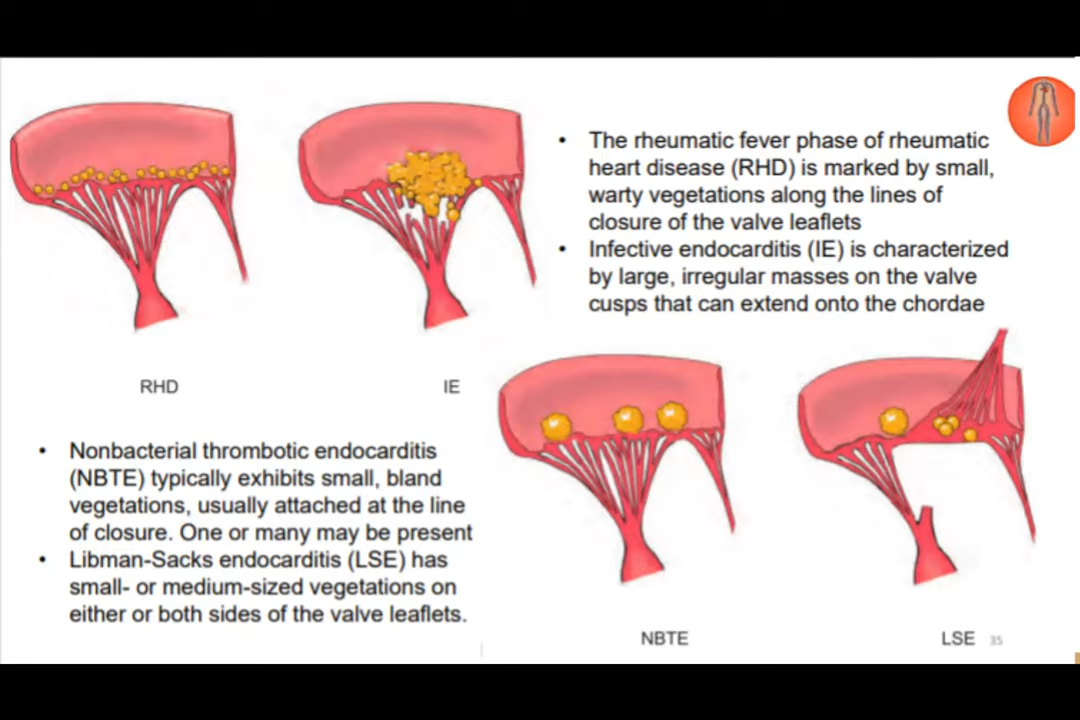 • The rheumatic fever phase of rheumatic
heart disease (RHD) is marked by small,
warty vegetations along the lines of
closure of the valve leaflets
• Infective endocarditis (IE) is characterized
by large, irregular masses on the valve
cusps that can extend onto the chordae
RHD
IE
• Nonbacterial thrombotic endocarditis
(NBTE) typically exhibits small, bland
vegetations, usually attached at the line
of closure. One or many may be present
• Libman-Sacks endocarditis (LSE) has
small- or medium-sized vegetations on
either or both sides of the valve leaflets.
NBTE
LSE
35